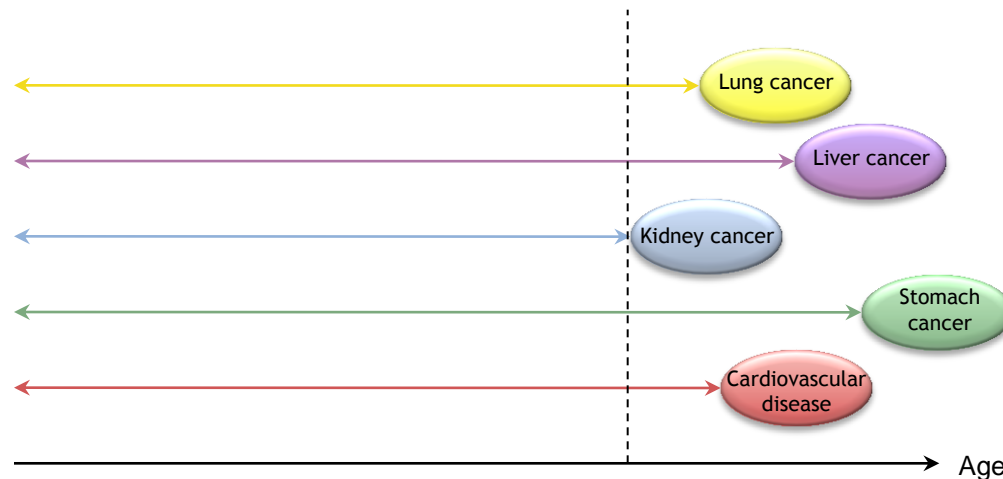 Lung cancer
Liver cancer
Kidney cancer
Stomach
cancer
Cardiovascular
disease
Age